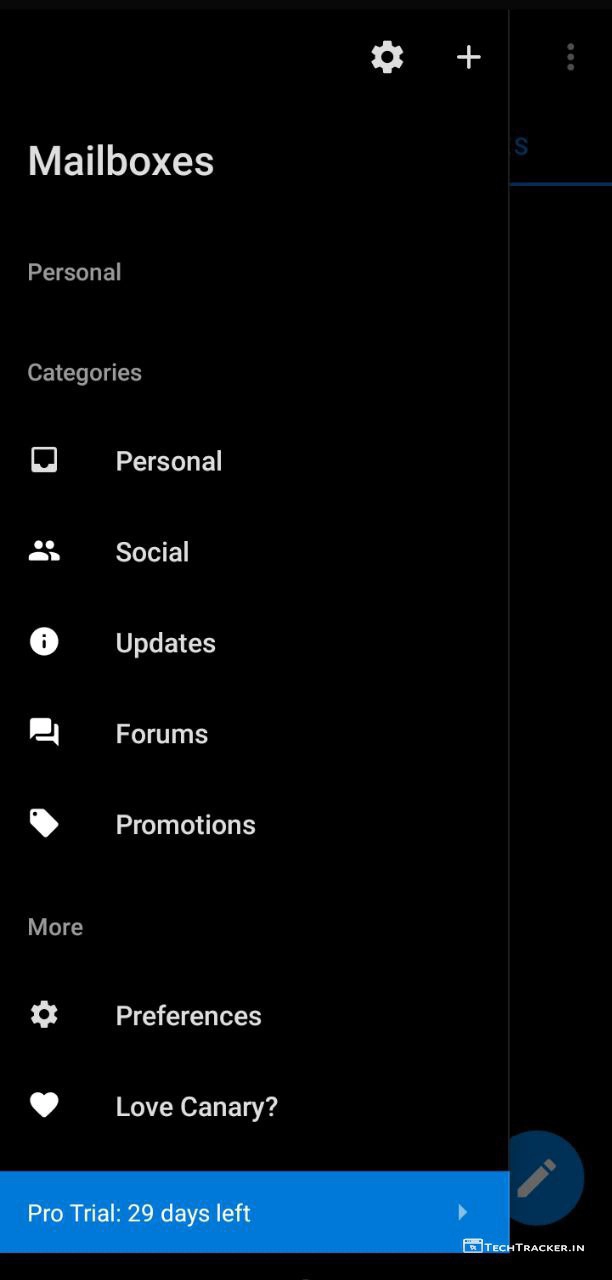 Mailboxes
S
Personal
Categories
Personal
Social
Updates
Forums
Promotions
More
Preferences
Love Canary?
Pro Trial: 29 days left
TECHTRACKER.IN